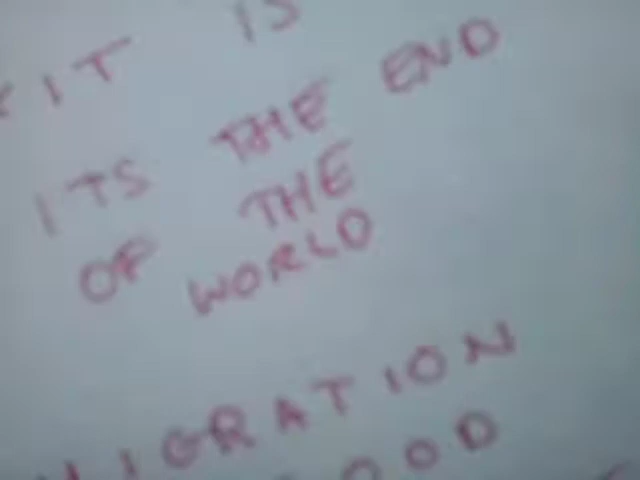 IT IS
ITS THE END
OF THE
WORLD
IGRATION
OOD